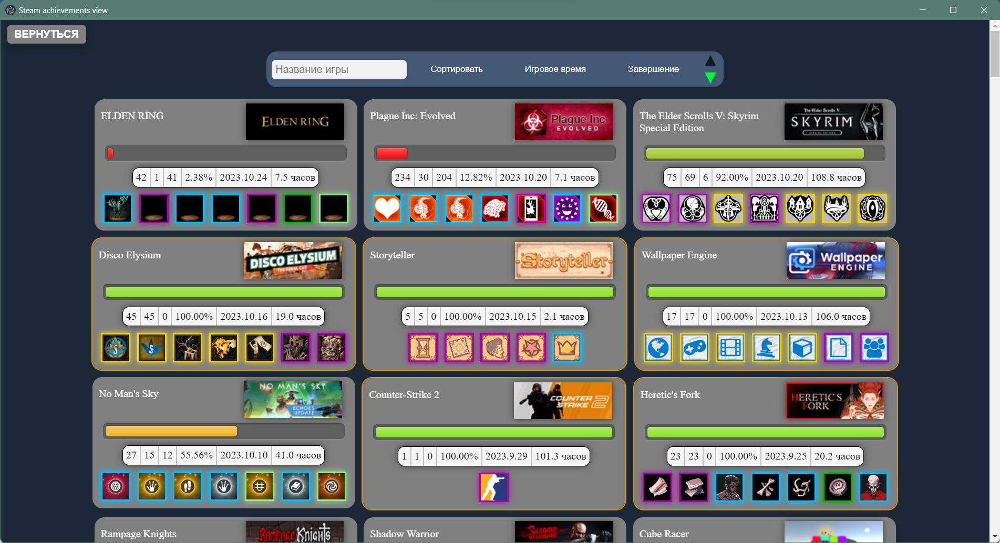 Steam achievements view
ВЕРНУТЬСЯ
Название игры
Сортировать
Игровое время
Завершение
ELDEN RING
ELDEN RING
42 1 41 2.38% 2023.10.24 7.5 часов
Plague Inc: Evolved
Plague Inc
EVOLVED
234 30 204 12.82% 2023.10.20 7.1 часов
The Elder Scrolls V: Skyrim
Special Edition
The Elder Scrolls V
SKYRIM
SPECIAL EDITION
75 69 6 92.00% 2023.10.20 108.8 часов
Disco Elysium
DISCO ELYSIUM
THE FINAL CUT
45 45 0 100.00% 2023.10.16 19.0 часов
Storyteller
Storyteller
5 5 0 100.00% 2023.10.15 2.1 часов
Wallpaper Engine
Wallpaper
ENGINE
17 17 0 100.00% 2023.10.13 106.0 часов
No Man's Sky
NO MAN'S SKY
ECHOES
UPDATE
27 15 12 55.56% 2023.10.10 41.0 часов
Counter-Strike 2
COUNTER
STRIKE 2
1 1 0 100.00% 2023.9.29 101.3 часов
Heretic's Fork
HERETIC'S
FORK
23 23 0 100.00% 2023.9.25 20.2 часов
Rampage Knights
RAMPAGE KNIGHTS
Shadow Warrior
SHADOW
WARRIOR
Cube Racer